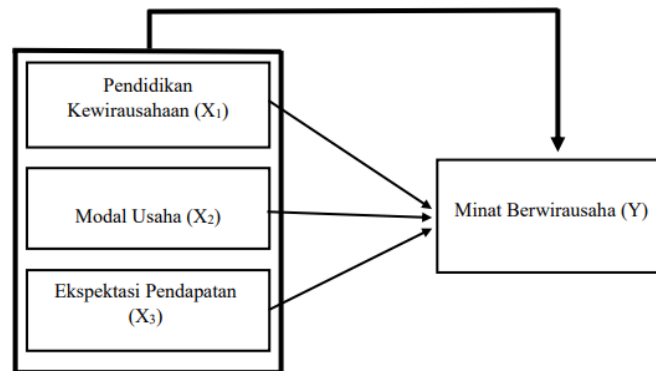 Pendidikan
Kewirausahaan (X₁)
Modal Usaha (X₂)
Ekspektasi Pendapatan
(X₃)
Minat Berwirausaha (Y)